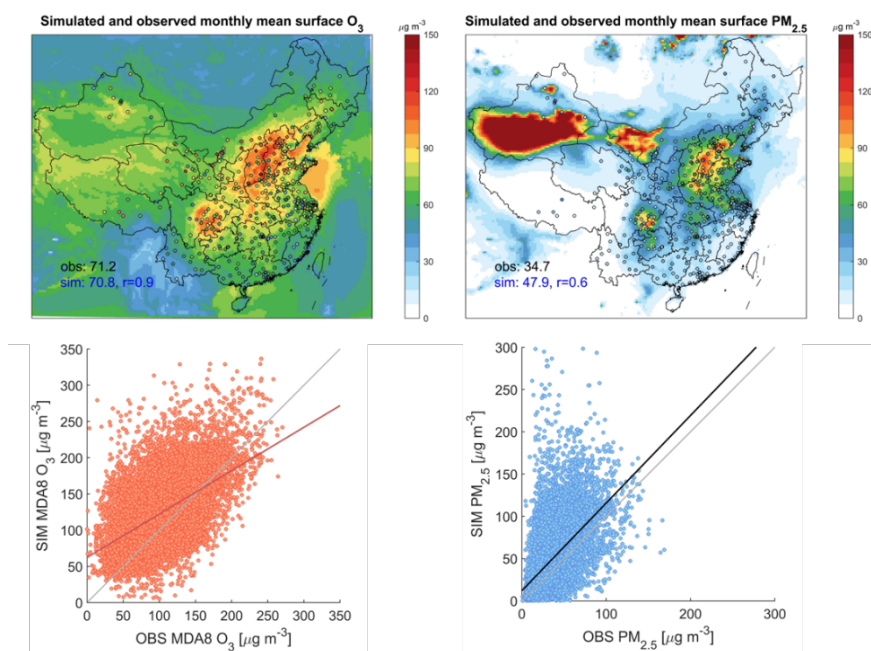 Simulated and observed monthly mean surface O3
μg m-3
150
120
90
60
30
0
obs: 71.2
sim: 70.8, r=0.9
Simulated and observed monthly mean surface PM2.5
μg m-3
150
120
90
60
30
0
obs: 34.7
sim: 47.9, r=0.6
SIM MDA8 O3 [μg m-3]
350
300
250
200
150
100
50
0
0 50 100 150 200 250 300 350
OBS MDA8 O3 [μg m-3]
SIM PM2.5 [μg m-3]
300
250
200
150
100
50
0
0 100 200 300
OBS PM2.5 [μg m-3]